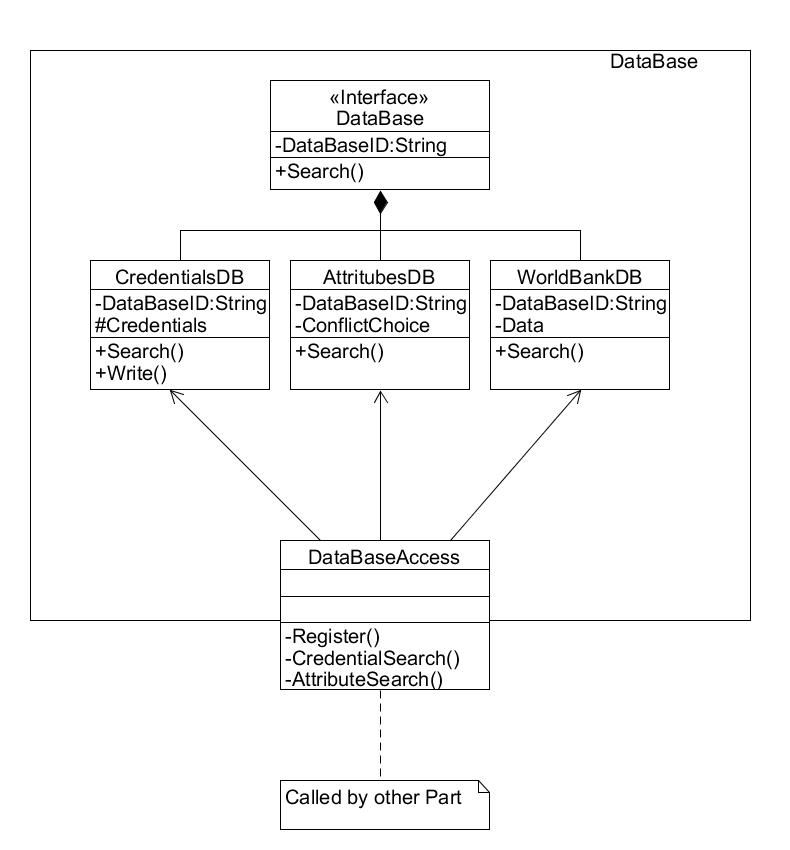 DataBase
«Interface»
DataBase
-DataBaseID:String
+Search()
CredentialsDB
-DataBaseID:String
#Credentials
+Search()
+Write()
AttritubesDB
-DataBaseID:String
-ConflictChoice
+Search()
WorldBankDB
-DataBaseID:String
-Data
+Search()
DataBaseAccess
-Register()
-CredentialSearch()
-AttributeSearch()
Called by other Part